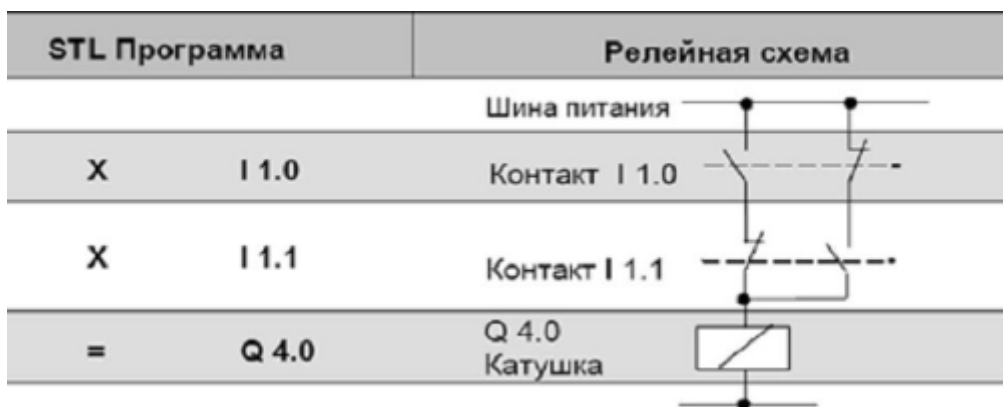 STL Программа
Релейная схема
Шина питания
X I 1.0
Контакт I 1.0
X I 1.1
Контакт I 1.1
= Q 4.0
Q 4.0
Катушка